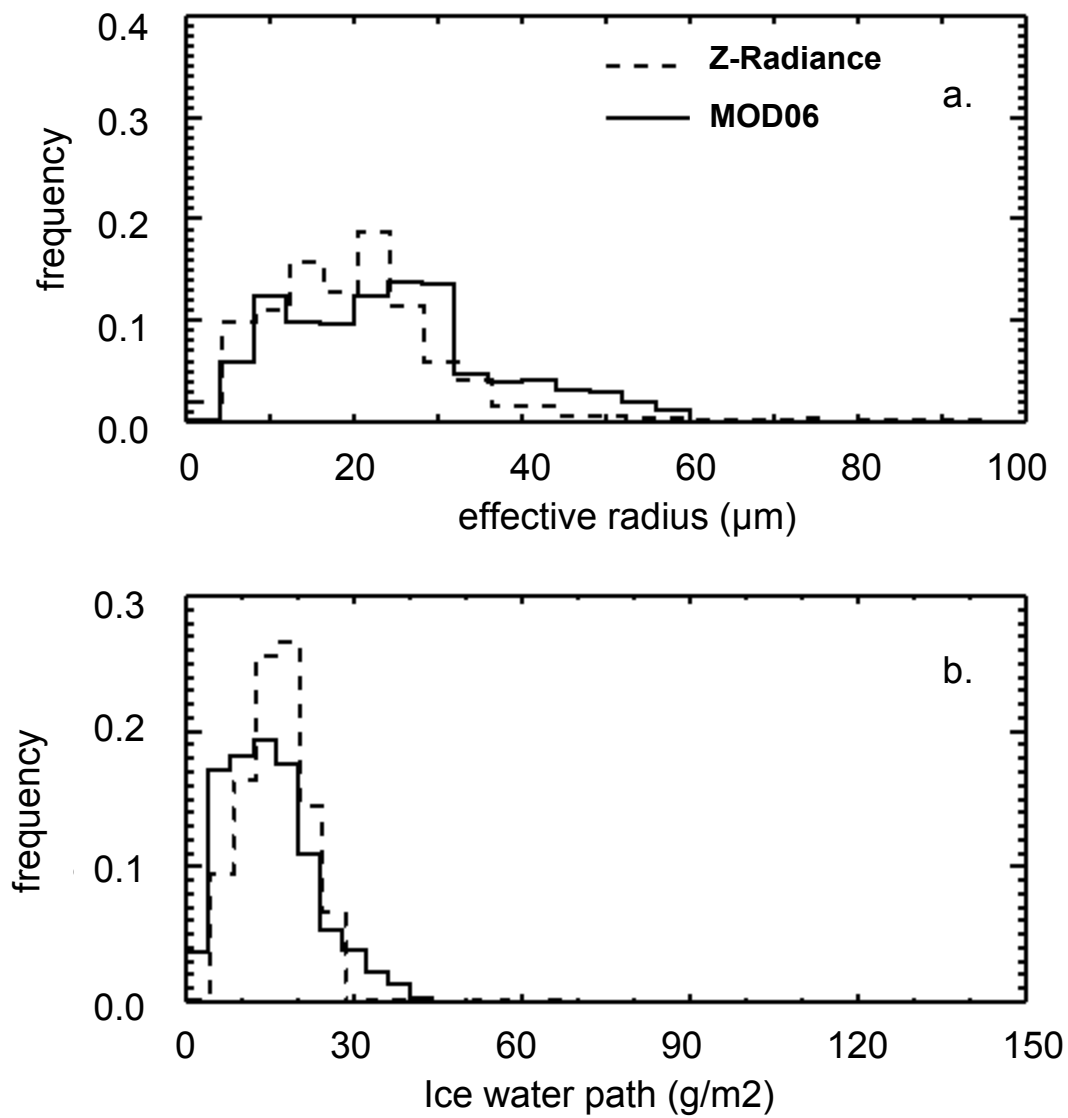 0.4
Z-Radiance
a.
MOD06
0.3
frequency
0.2
0.1
0.0
0 20 40 60 80 100
effective radius (µm)
0.3
b.
0.2
frequency
0.1
0.0
0 30 60 90 120 150
Ice water path (g/m2)